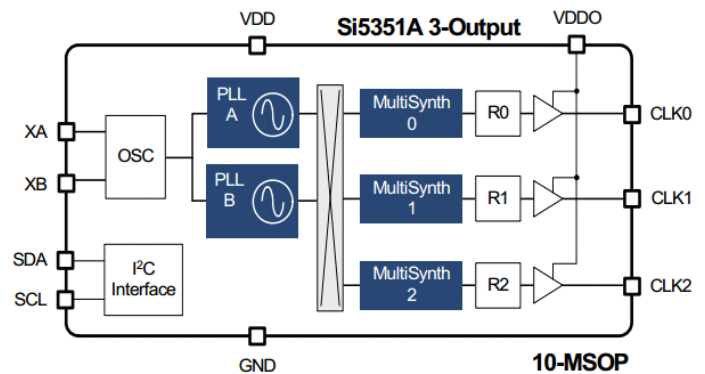 VDD
Si5351A 3-Output
VDDO
PLL
A
MultiSynth
0
R0
CLK0
XA
OSC
XB
PLL
B
MultiSynth
1
R1
CLK1
SDA
I²C
Interface
SCL
MultiSynth
2
R2
CLK2
GND
10-MSOP